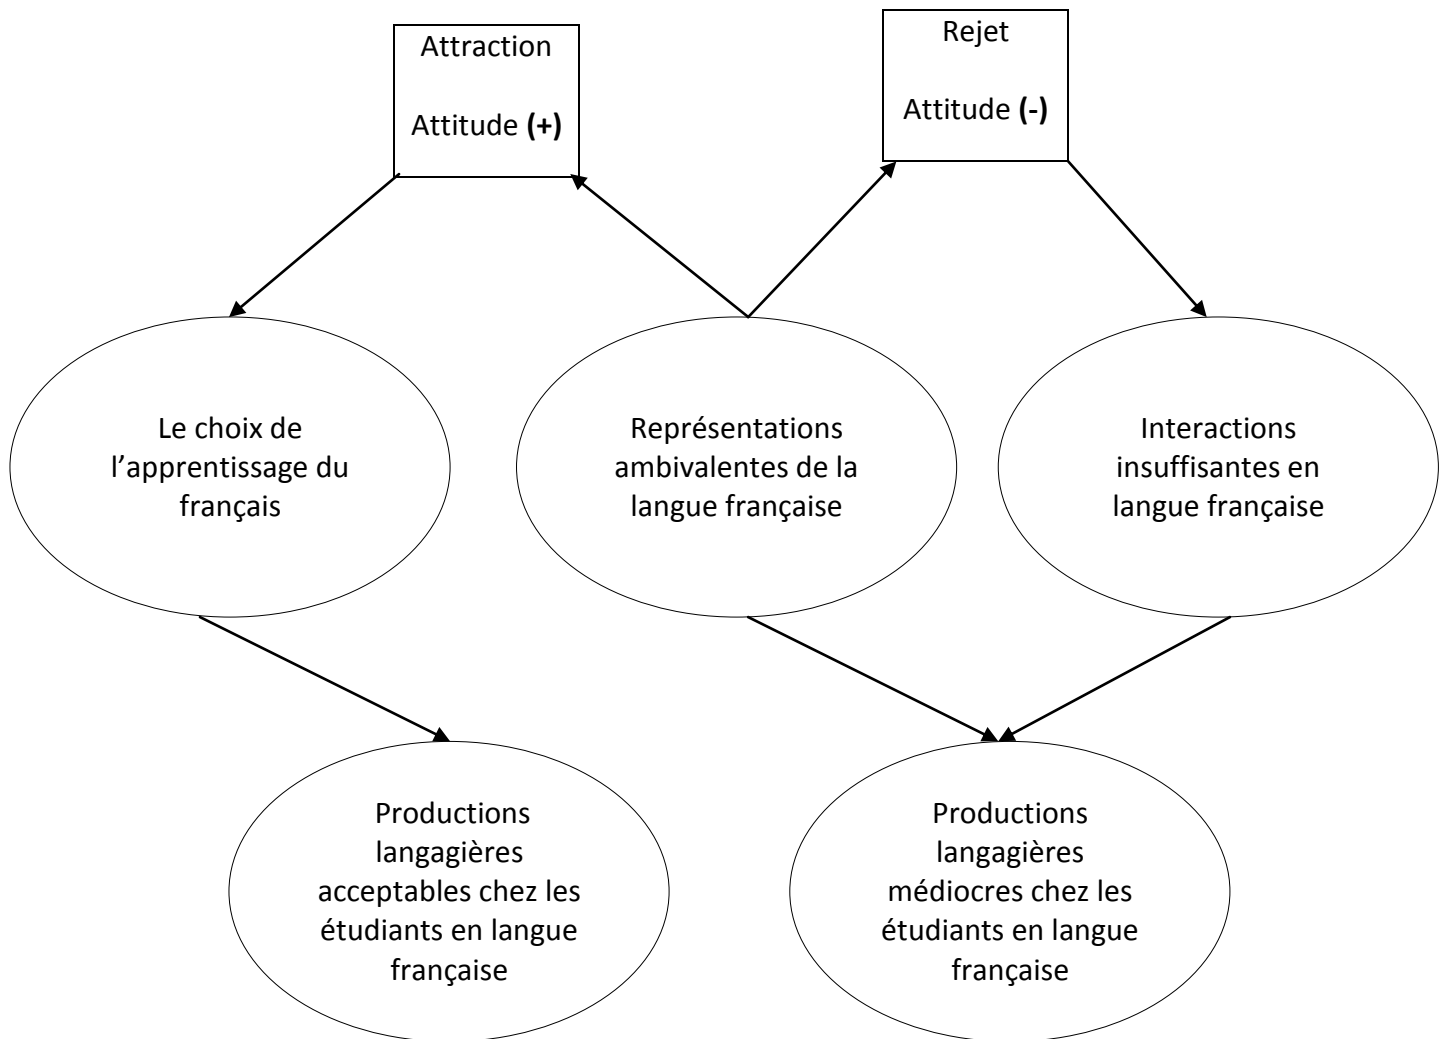 Attraction
Attitude (+)
Rejet
Attitude (-)
Le choix de
l’apprentissage du
français
Représentations
ambivalentes de la
langue française
Interactions
insuffisantes en
langue française
Productions
langagières
acceptables chez les
étudiants en langue
française
Productions
langagières
médiocres chez les
étudiants en langue
française